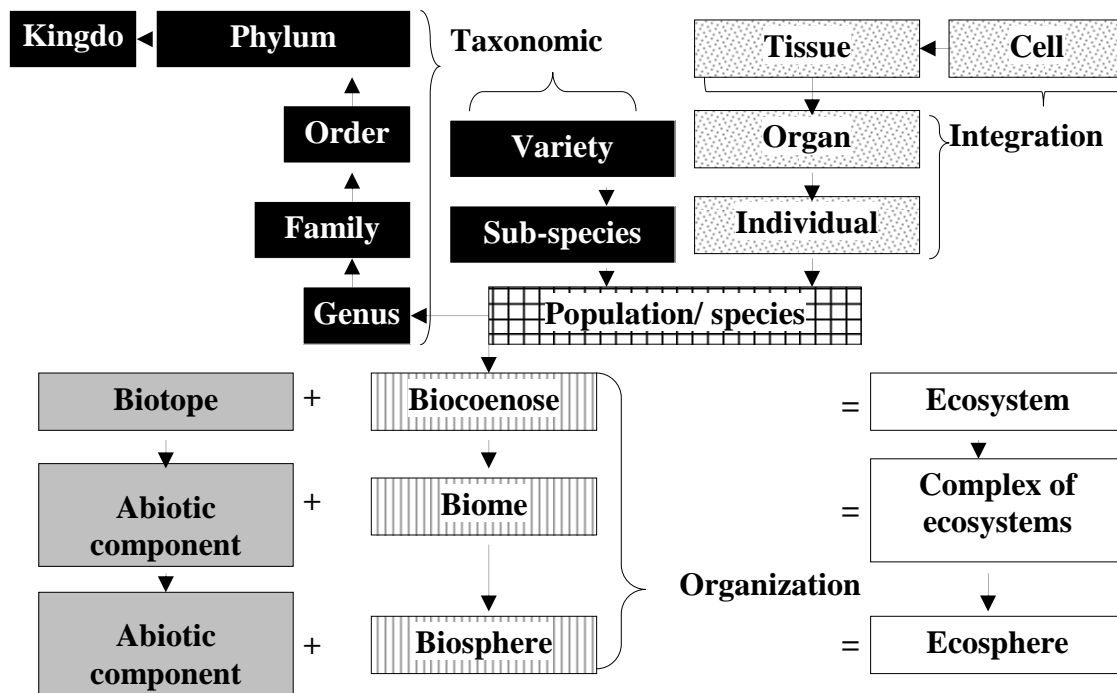 Kingdo
Phylum
Taxonomic
Tissue
Cell
Order
Variety
Organ
Integration
Family
Sub-species
Individual
Genus
Population/ species
Biotope
+
Biocoenose
=
Ecosystem
Abiotic
component
+
Biome
=
Complex of
ecosystems
Organization
Abiotic
component
+
Biosphere
=
Ecosphere